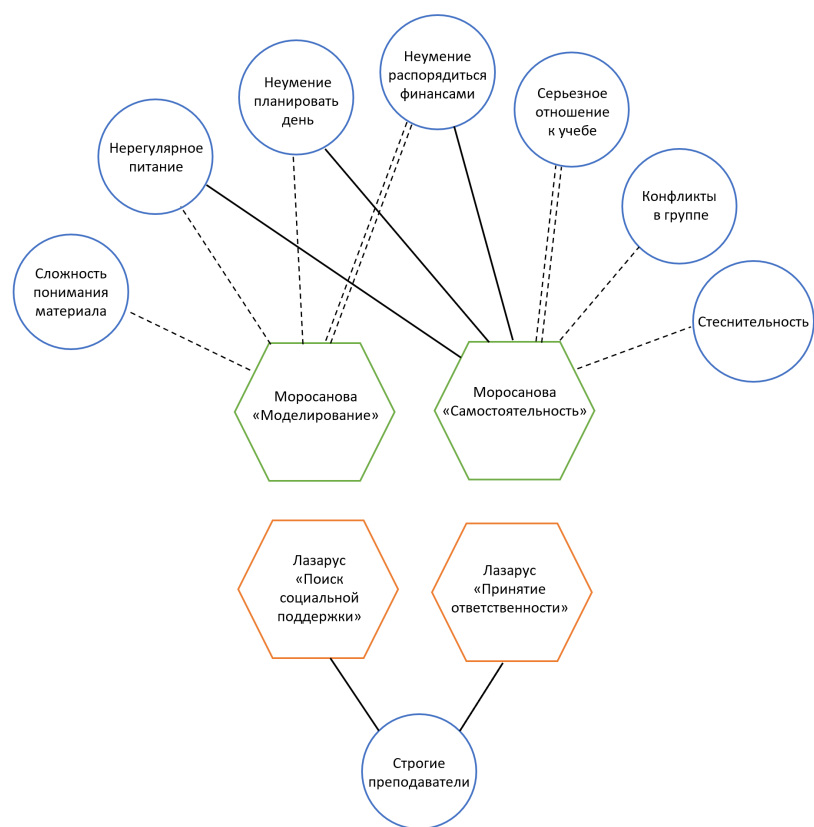 Неумение
распорядиться
финансами
Неумение
планировать
день
Серьезное
отношение
к учебе
Нерегулярное
питание
Конфликты
в группе
Сложность
понимания
материала
Стеснительность
Моросанова
«Моделирование»
Моросанова
«Самостоятельность»
Лазарус
«Поиск
социальной
поддержки»
Лазарус
«Принятие
ответственности»
Строгие
преподаватели